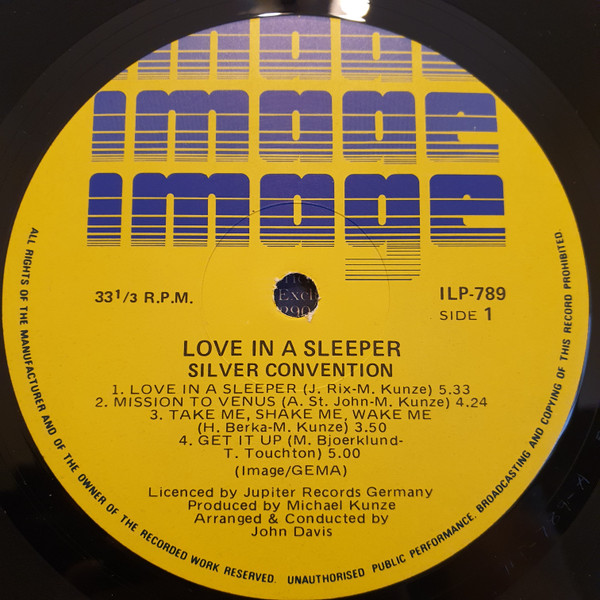 image
image
image
33 1/3 R.P.M.
ILP-789
SIDE 1
Excl
LOVE IN A SLEEPER
SILVER CONVENTION
1. LOVE IN A SLEEPER (J. Rix-M. Kunze) 5.33
2. MISSION TO VENUS (A. St. John-M. Kunze) 4.24
3. TAKE ME, SHAKE ME, WAKE ME
(H. Berka-M. Kunze) 3.50
4. GET IT UP (M. Bjoerklund-
T. Touchton) 5.00
(Image/GEMA)
Licenced by Jupiter Records Germany
Produced by Michael Kunze
Arranged & Conducted by
John Davis
ALL RIGHTS OF THE MANUFACTURER AND OF THE OWNER OF THE RECORDED WORK RESERVED. UNAUTHORISED PUBLIC PERFORMANCE, BROADCASTING AND COPYING OF THIS RECORD PROHIBITED.